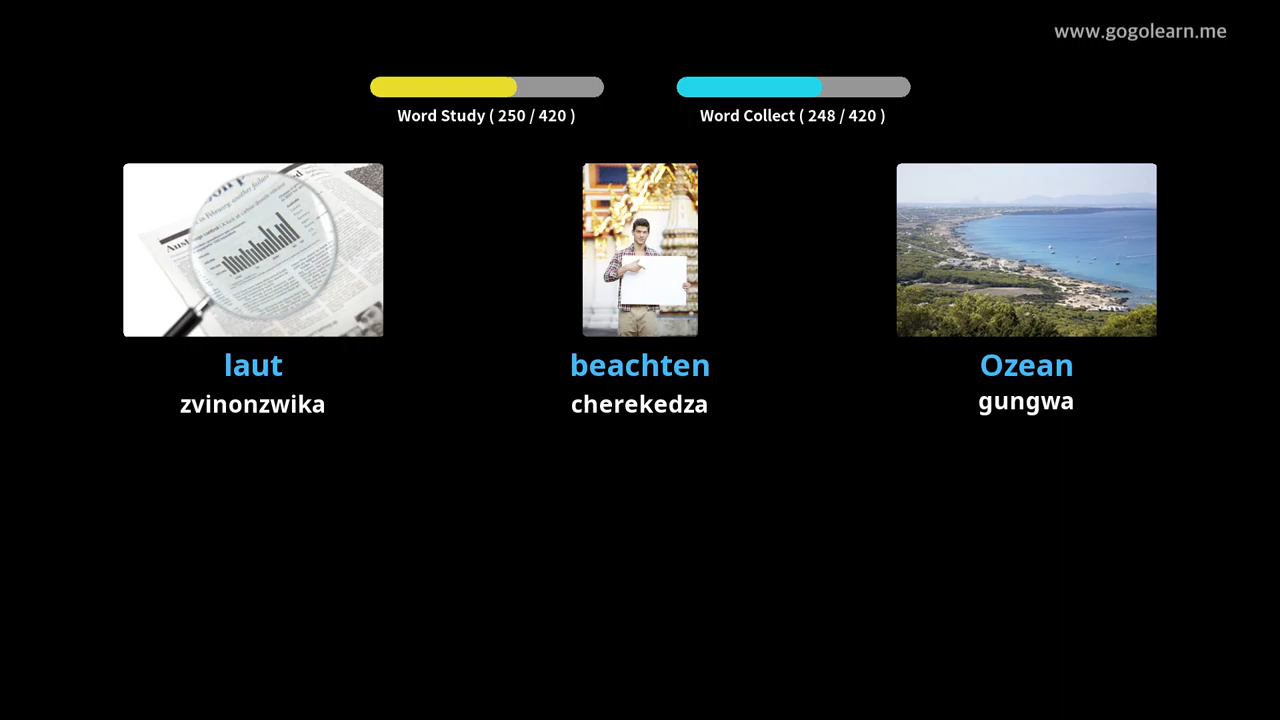 www.gogolearn.me
Word Study ( 250 / 420 )
Word Collect ( 248 / 420 )
laut
zvinonzwika
beachten
cherekedza
Ozean
gungwa